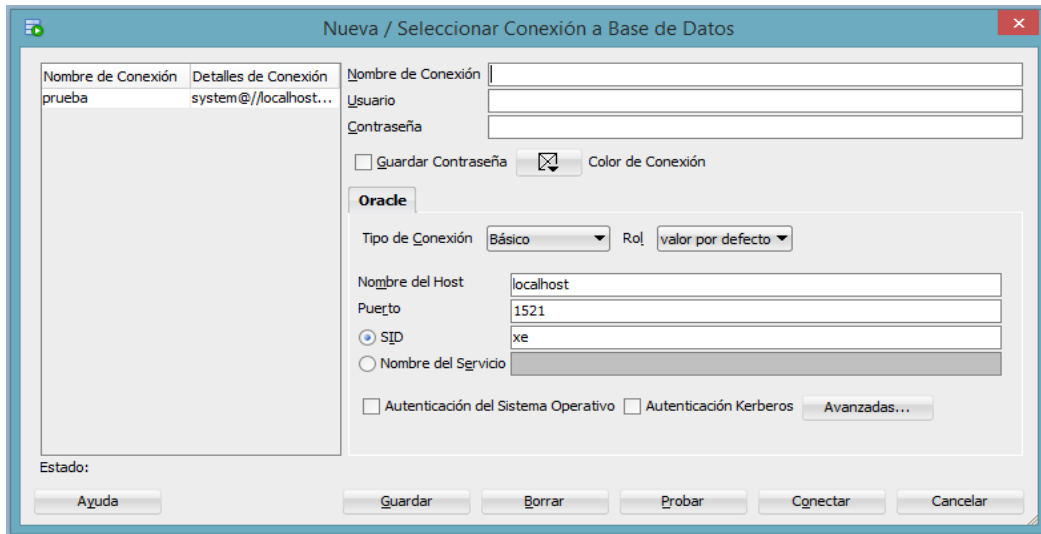 Nueva / Seleccionar Conexión a Base de Datos
Nombre de Conexión Detalles de Conexión
prueba system@//localhost...
Nombre de Conexión
Usuario
Contraseña
Guardar Contraseña Color de Conexión
Oracle
Tipo de Conexión Básico Rol valor por defecto
Nombre del Host localhost
Puerto 1521
SID xe
Nombre del Servicio
Autenticación del Sistema Operativo Autenticación Kerberos Avanzadas...
Estado:
Ayuda Guardar Borrar Probar Conectar Cancelar